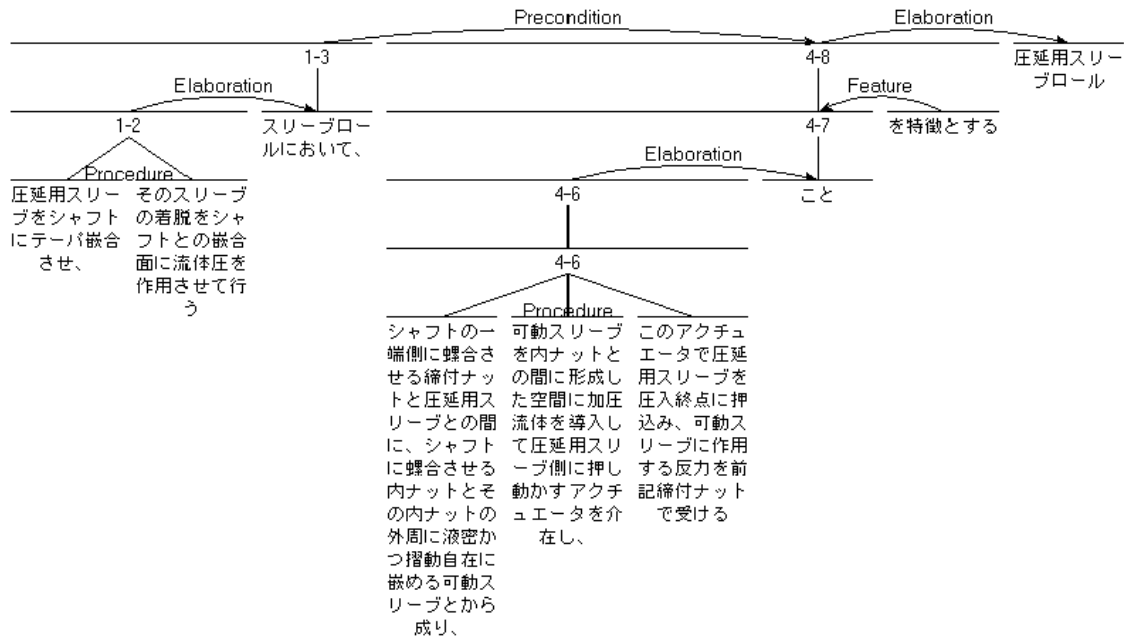 Precondition
Elaboration
1-3
4-8
圧延用スリー
ブロール
Elaboration
Feature
1-2
スリーブロー
ルにおいて、
4-7
を特徴とする
Procedure
Elaboration
圧延用スリー
ブをシャフト
にテーパ嵌合
させ、
そのスリーブ
の着脱をシャ
フトとの嵌合
面に流体圧を
作用させて行
う
4-6
こと
4-6
Procedure
シャフトの一
端側に螺合さ
せる締付ナッ
トと圧延用ス
リーブとの間
に、シャフト
に螺合させる
内ナットとそ
の内ナットの
外周に液密か
つ摺動自在に
嵌める可動ス
リーブとから
成り、
可動スリーブ
を内ナットと
の間に形成し
た空間に加圧
流体を導入し
て圧延用スリ
ーブ側に押し
動かすアクチ
ュエータを介
在し、
このアクチュ
エータで圧延
用スリーブを
圧入終点に押
込み、可動ス
リーブに作用
する反力を前
記締付ナット
で受ける